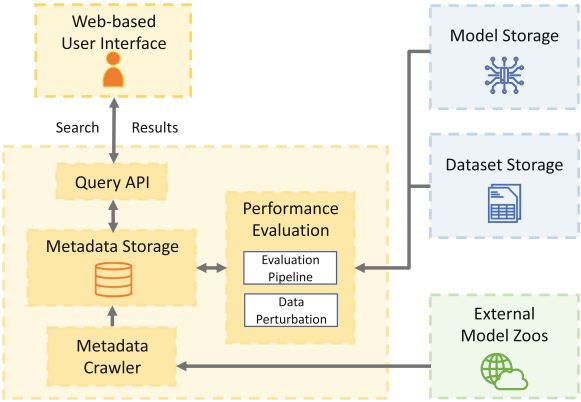 Web-based
User Interface
Search
Results
Query API
Metadata Storage
Metadata
Crawler
Performance
Evaluation
Evaluation
Pipeline
Data
Perturbation
Model Storage
Dataset Storage
External
Model Zoos